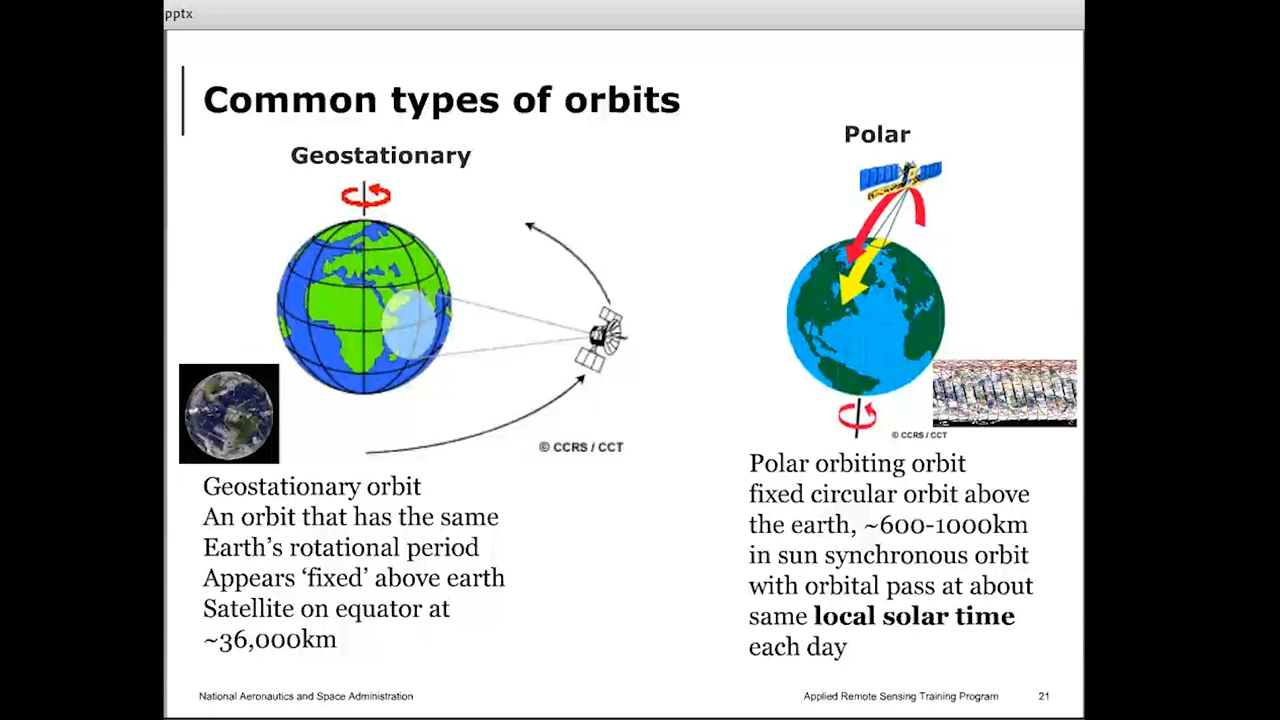 pptx
Common types of orbits
Geostationary
Polar
© CCRS / CCT
© CCRS / CCT
Geostationary orbit
An orbit that has the same
Earth’s rotational period
Appears ‘fixed’ above earth
Satellite on equator at
~36,000km
Polar orbiting orbit
fixed circular orbit above
the earth, ~600-1000km
in sun synchronous orbit
with orbital pass at about
same local solar time
each day
National Aeronautics and Space Administration
Applied Remote Sensing Training Program
21